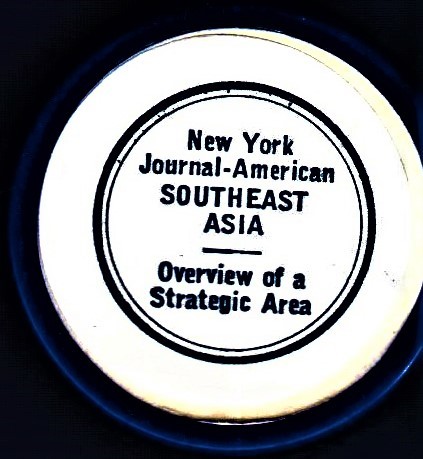 New York
Journal-American
SOUTHEAST
ASIA
Overview of a
Strategic Area